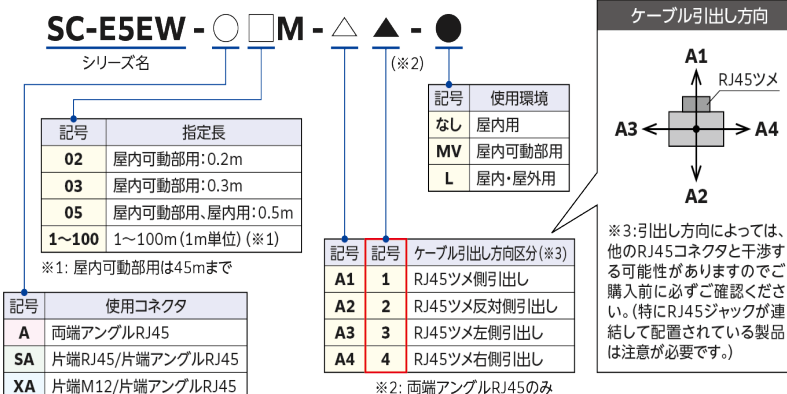 SC-E5EW - ○ □M - △ ▲ - ●
シリーズ名
(※2)
記号 使用環境
なし 屋内用
MV 屋内可動部用
L 屋内・屋外用
記号 指定長
02 屋内可動部用：0.2m
03 屋内可動部用：0.3m
05 屋内可動部用、屋内用：0.5m
1～100 1～100m (1m単位) (※1)
※1: 屋内可動部用は45mまで
記号 記号 ケーブル引出し方向区分(※3)
A1 1 RJ45ツメ側引出し
A2 2 RJ45ツメ反対側引出し
A3 3 RJ45ツメ左側引出し
A4 4 RJ45ツメ右側引出し
※2: 両端アングルRJ45のみ
記号 使用コネクタ
A 両端アングルRJ45
SA 片端RJ45/片端アングルRJ45
XA 片端M12/片端アングルRJ45
ケーブル引出し方向
A1
RJ45ツメ
A3 A4
A2
※3:引出し方向によっては、
他のRJ45コネクタと干渉す
る可能性がありますのでご
購入前に必ずご確認くださ
い。(特にRJ45ジャックが連
結して配置されている製品
は注意が必要です。)